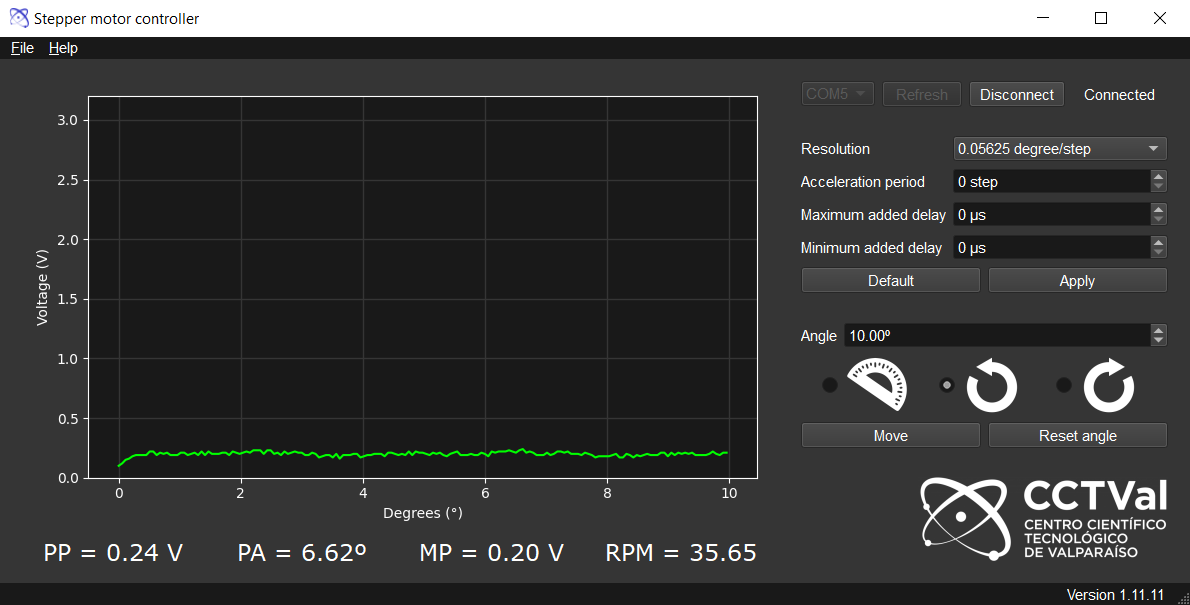 Stepper motor controller
File Help
COM5 Refresh Disconnect Connected
Resolution 0.05625 degree/step
Acceleration period 0 step
Maximum added delay 0 µs
Minimum added delay 0 µs
Default Apply
Angle 10.00º
Move Reset angle
Voltage (V)
3.0
2.5
2.0
1.5
1.0
0.5
0.0
0 2 4 6 8 10
Degrees (°)
PP = 0.24 V PA = 6.62º MP = 0.20 V RPM = 35.65
CCTVal
CENTRO CIENTÍFICO
TECNOLÓGICO
DE VALPARAÍSO
Version 1.11.11